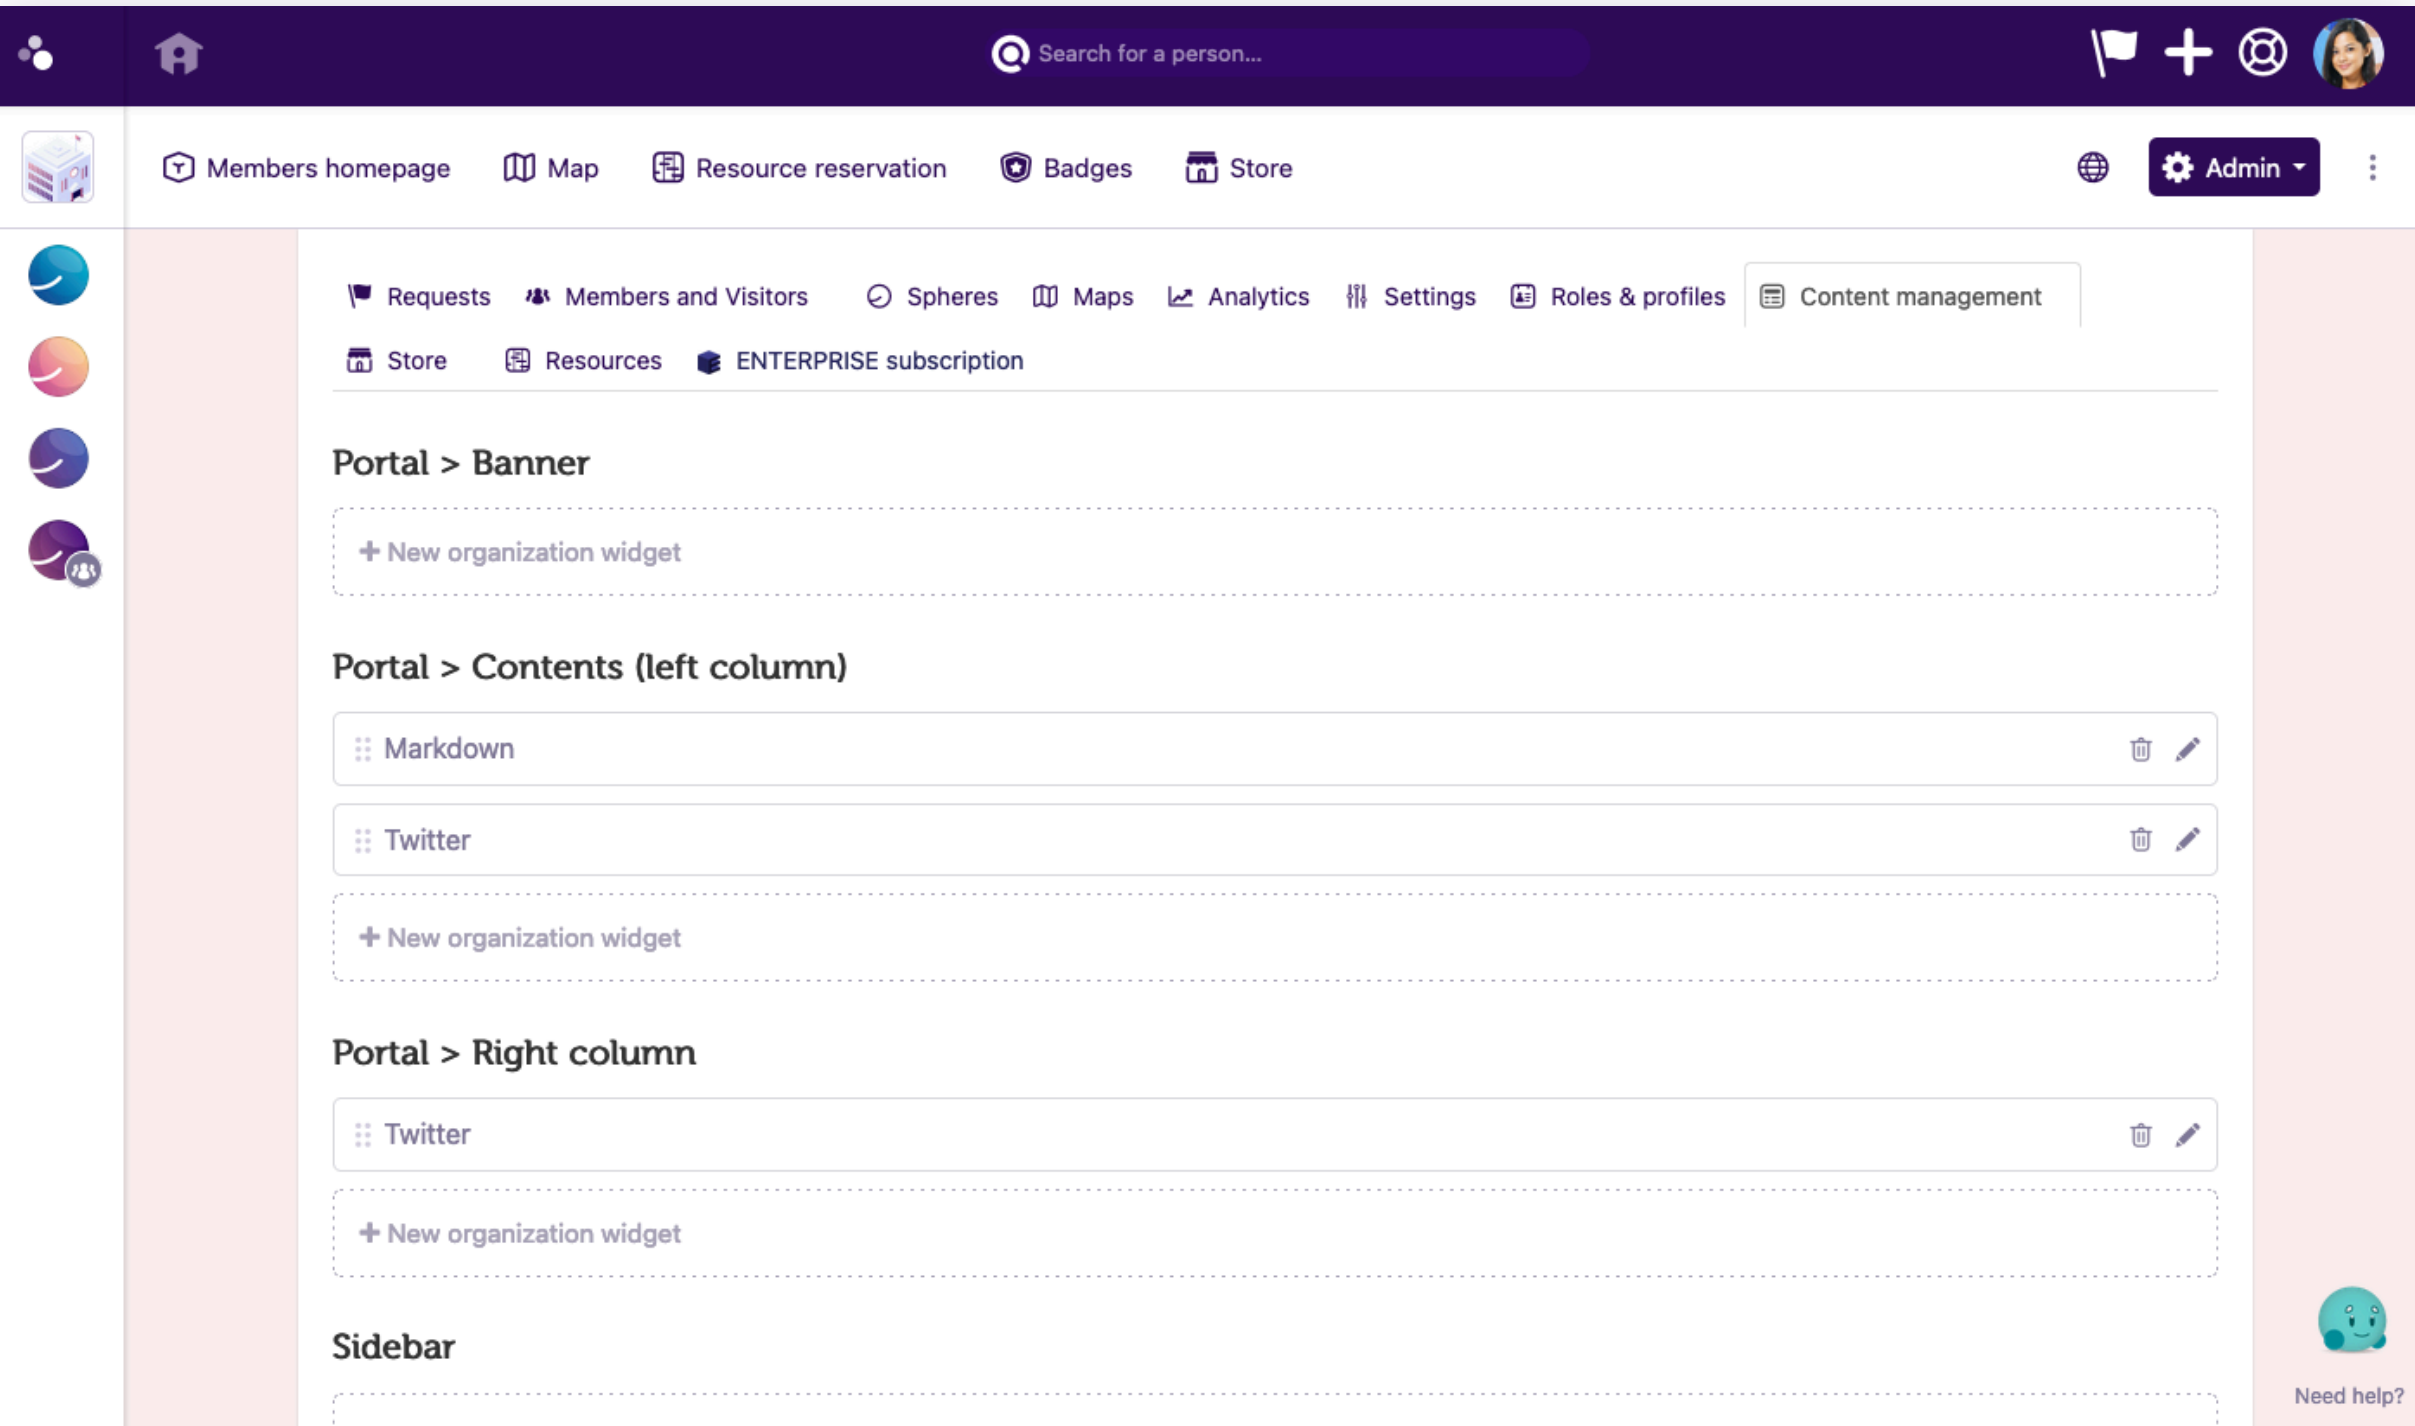 Search for a person...
Members homepage Map Resource reservation Badges Store Admin
Requests Members and Visitors Spheres Maps Analytics Settings Roles & profiles Content management
Store Resources ENTERPRISE subscription
Portal > Banner
+ New organization widget
Portal > Contents (left column)
Markdown
Twitter
+ New organization widget
Portal > Right column
Twitter
+ New organization widget
Sidebar
Need help?